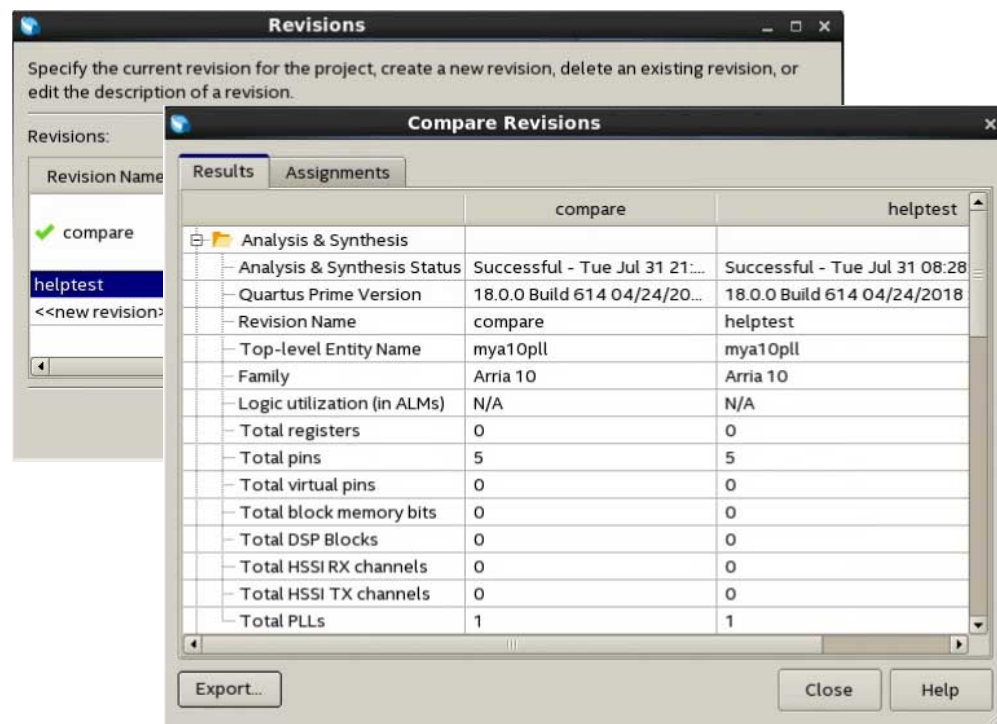 Revisions
Specify the current revision for the project, create a new revision, delete an existing revision, or
edit the description of a revision.
Revisions:
Revision Name
compare
helptest
<<new revision>
Compare Revisions
Results Assignments
compare helptest
Analysis & Synthesis
Analysis & Synthesis Status Successful - Tue Jul 31 21:... Successful - Tue Jul 31 08:28
Quartus Prime Version 18.0.0 Build 614 04/24/20... 18.0.0 Build 614 04/24/2018
Revision Name compare helptest
Top-level Entity Name mya10pll mya10pll
Family Arria 10 Arria 10
Logic utilization (in ALMs) N/A N/A
Total registers 0 0
Total pins 5 5
Total virtual pins 0 0
Total block memory bits 0 0
Total DSP Blocks 0 0
Total HSSI RX channels 0 0
Total HSSI TX channels 0 0
Total PLLs 1 1
Export... Close Help